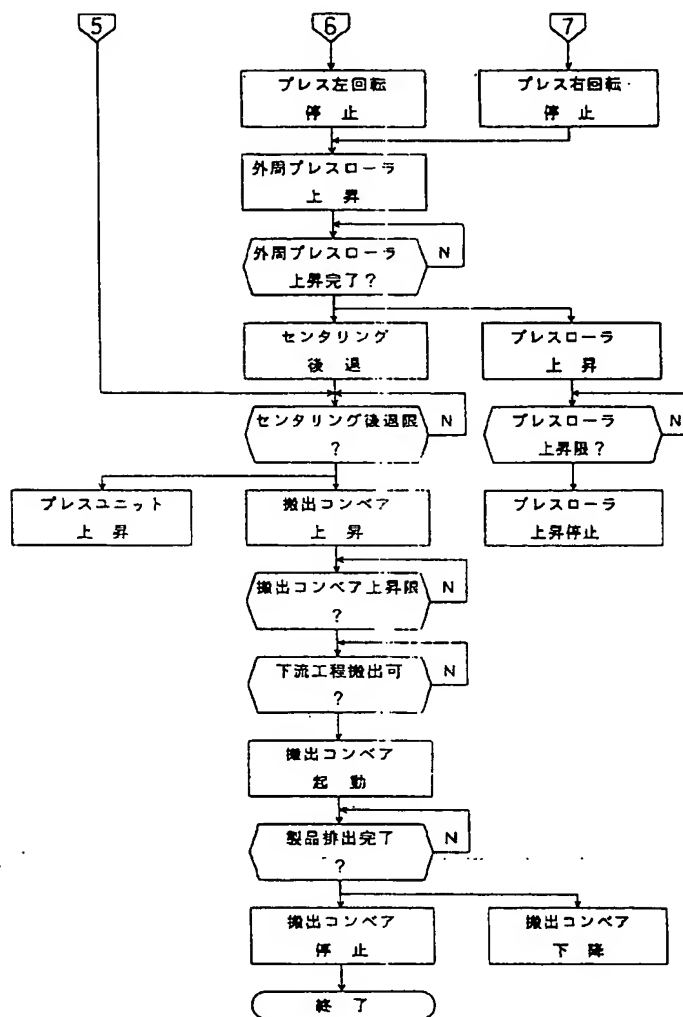 5
6
7
プレス左回転
停止
プレス右回転
停止
外周プレスローラ
上昇
外周プレスローラ
上昇完了?
N
センタリング
後退
プレスローラ
上昇
センタリング後退限
?
N
プレスローラ
上昇限?
N
プレスユニット
上昇
搬出コンベア
上昇
プレスローラ
上昇停止
搬出コンベア上昇限
?
N
下流工程搬出可
?
N
搬出コンベア
起動
製品排出完了
?
N
搬出コンベア
停止
搬出コンベア
下降
終了